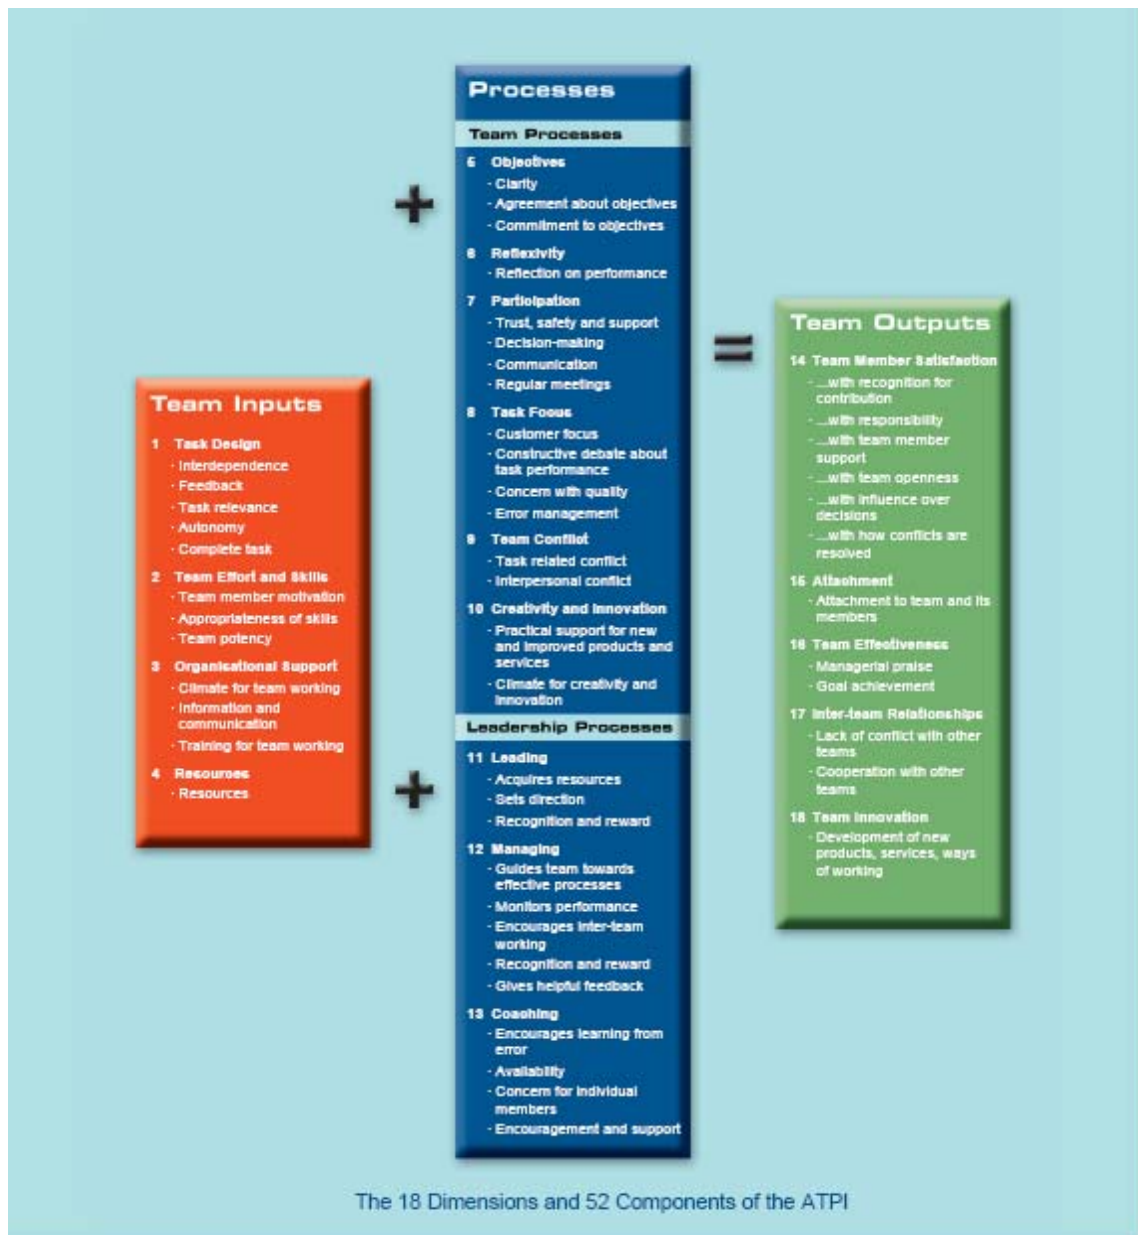 Team Inputs
1 Task Design
- Interdependence
- Feedback
- Task relevance
- Autonomy
- Complete task
2 Team Effort and Skills
- Team member motivation
- Appropriateness of skills
- Team potency
3 Organisational Support
- Climate for team working
- Information and
communication
- Training for team working
4 Resources
- Resources
+
+
Processes
Team Processes
5 Objectives
- Clarity
- Agreement about objectives
- Commitment to objectives
6 Reflexivity
- Reflection on performance
7 Participation
- Trust, safety and support
- Decision-making
- Communication
- Regular meetings
8 Task Focus
- Customer focus
- Constructive debate about
task performance
- Concern with quality
- Error management
9 Team Conflict
- Task related conflict
- Interpersonal conflict
10 Creativity and Innovation
- Practical support for new
and improved products and
services
- Climate for creativity and
innovation
Leadership Processes
11 Leading
- Acquires resources
- Sets direction
- Recognition and reward
12 Managing
- Guides team towards
effective processes
- Monitors performance
- Encourages inter-team
working
- Recognition and reward
- Gives helpful feedback
13 Coaching
- Encourages learning from
error
- Availability
- Concern for individual
members
- Encouragement and support
=
Team Outputs
14 Team Member Satisfaction
- ...with recognition for
contribution
- ...with responsibility
- ...with team member
support
- ...with team openness
- ...with influence over
decisions
- ...with how conflicts are
resolved
15 Attachment
- Attachment to team and its
members
16 Team Effectiveness
- Managerial praise
- Goal achievement
17 Inter-team Relationships
- Lack of conflict with other
teams
- Cooperation with other
teams
18 Team Innovation
- Development of new
products, services, ways
of working
The 18 Dimensions and 52 Components of the ATPI